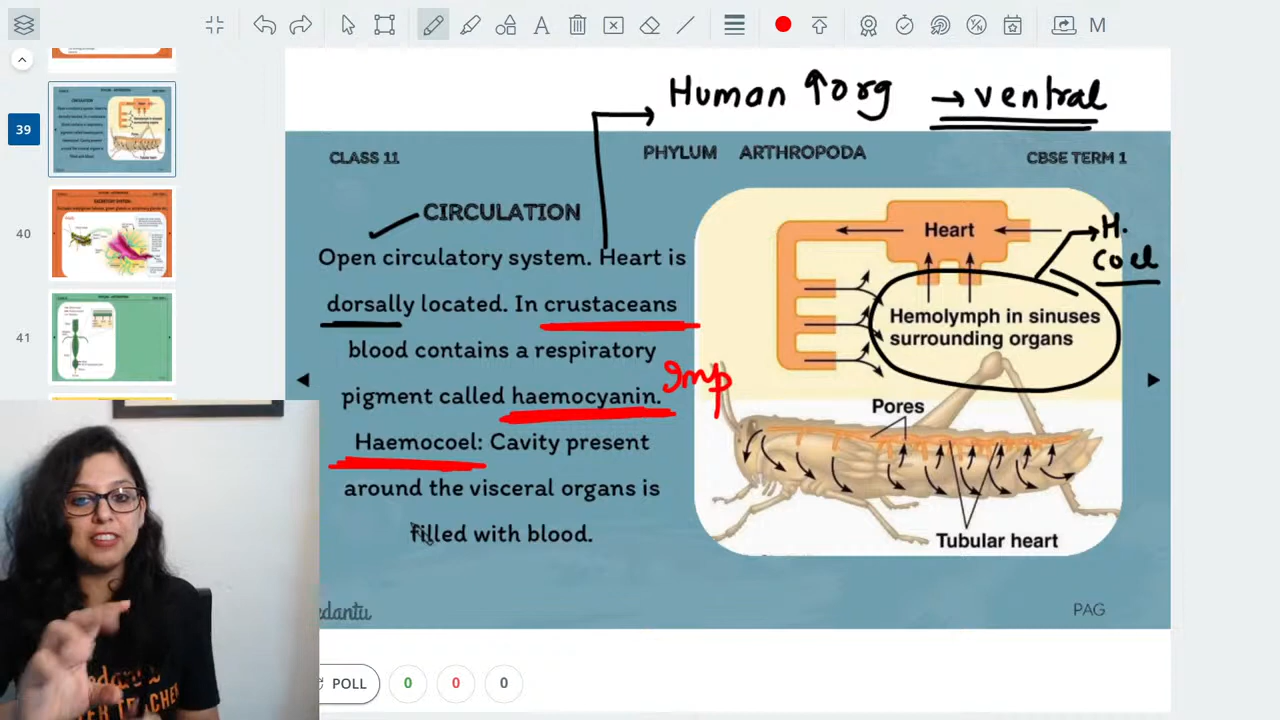 M
39
40
41
Human ↑org → ventral
CLASS 11
PHYLUM ARTHROPODA
CBSE TERM 1
CIRCULATION
Open circulatory system. Heart is
dorsally located. In crustaceans
blood contains a respiratory
pigment called haemocyanin.
Imp
Haemocoel: Cavity present
around the visceral organs is
filled with blood.
Heart
H.
coel
Hemolymph in sinuses
surrounding organs
Pores
Tubular heart
PAG
POLL
0
0
0